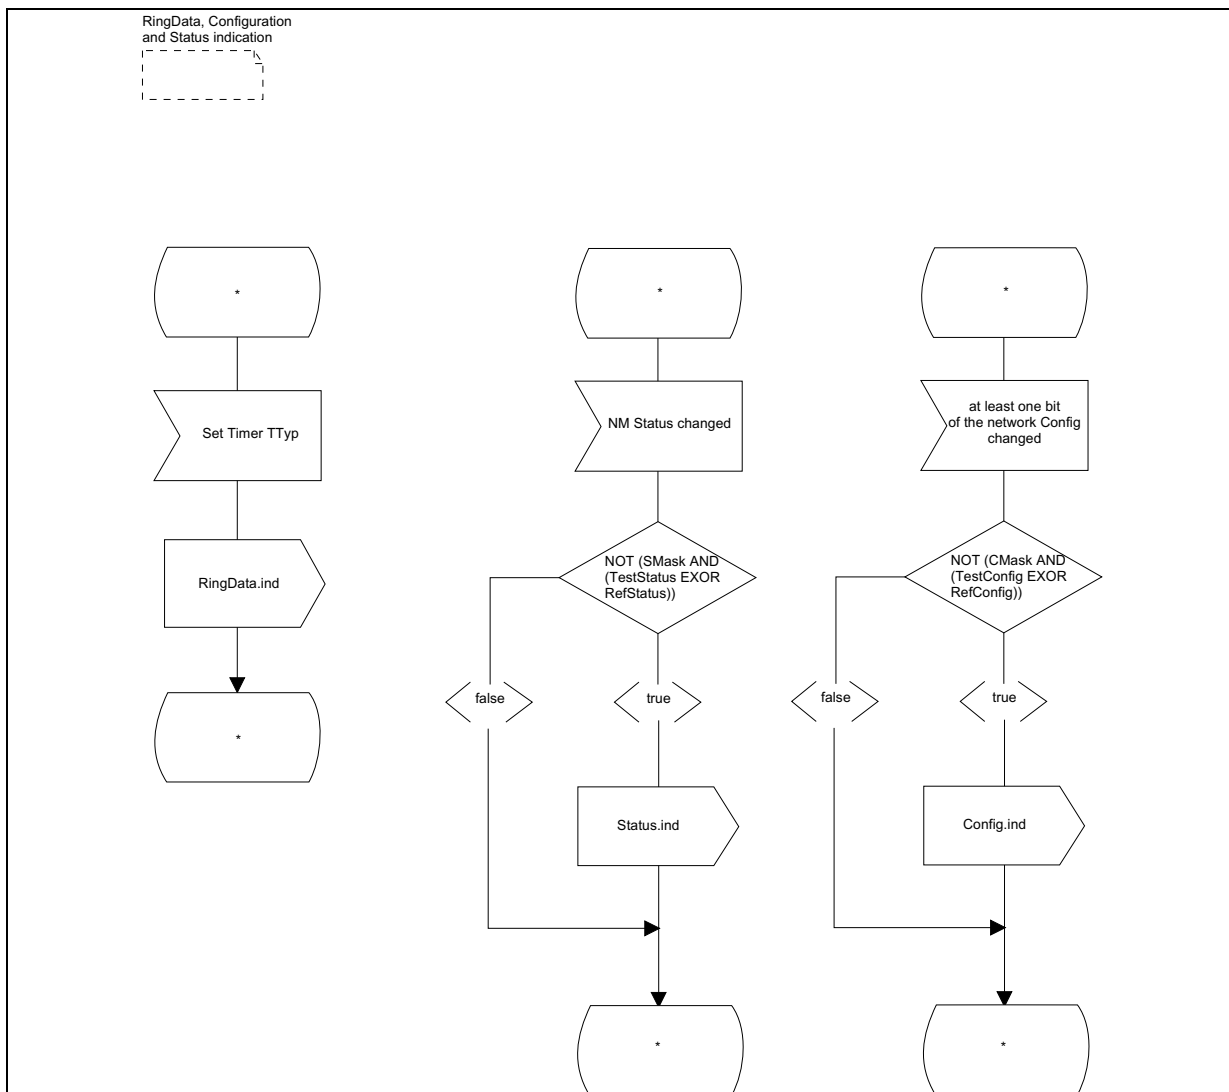 RingData, Configuration
and Status indication
*
Set Timer TTyp
RingData.ind
*
*
NM Status changed
NOT (SMask AND
(TestStatus EXOR
RefStatus))
false
true
Status.ind
*
*
at least one bit
of the network Config
changed
NOT (CMask AND
(TestConfig EXOR
RefConfig))
false
true
Config.ind
*